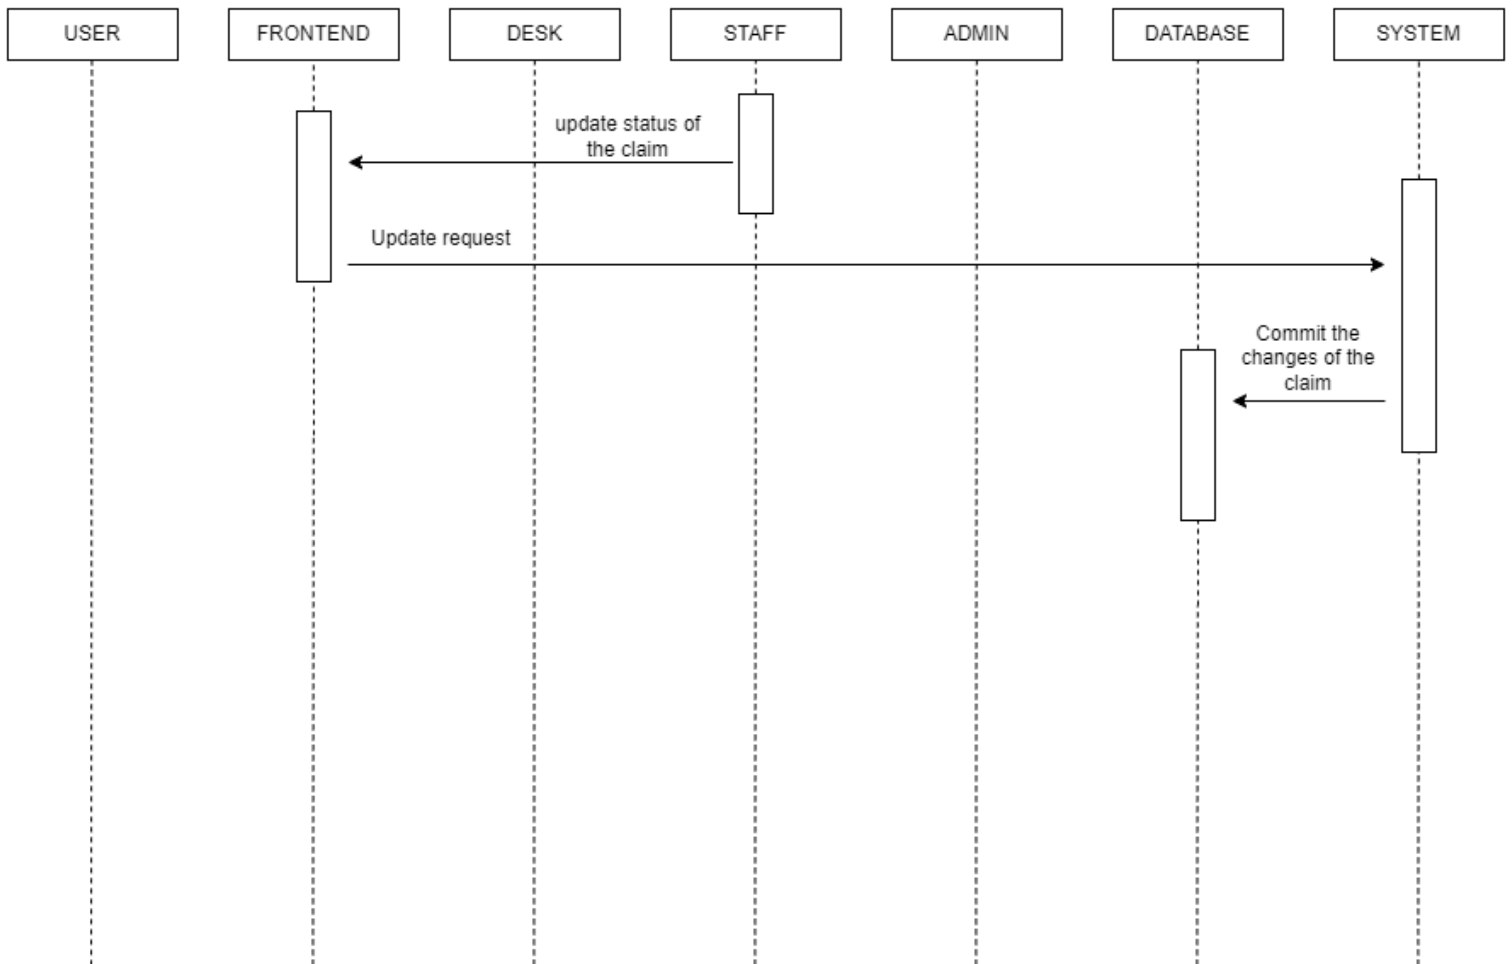 USER
FRONTEND
DESK
STAFF
ADMIN
DATABASE
SYSTEM
update status of
the claim
Update request
Commit the
changes of the
claim